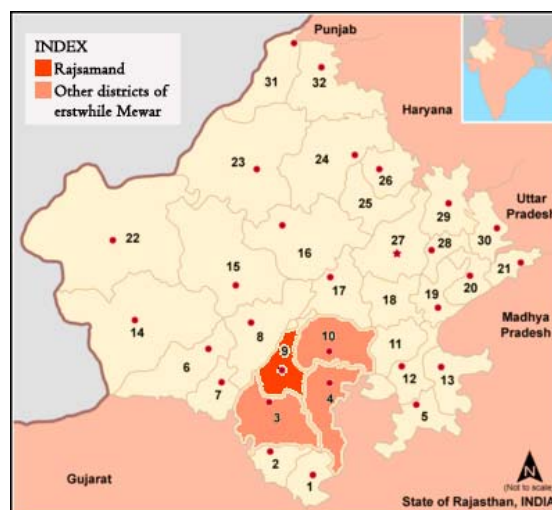 INDEX
Rajsamand
Other districts of
erstwhile Mewar
Punjab
Haryana
Uttar
Pradesh
Madhya
Pradesh
Gujarat
31
32
23
24
26
25
29
22
16
27
28
30
15
21
17
20
14
18
19
8
10
9
11
6
12
13
7
4
3
5
2
1
N
(Not to scale)
State of Rajasthan, INDIA